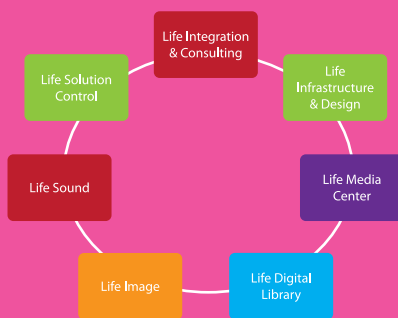 Life Integration
& Consulting
Life
Infrastructure
& Design
Life Media
Center
Life Digital
Library
Life Image
Life Sound
Life Solution
Control